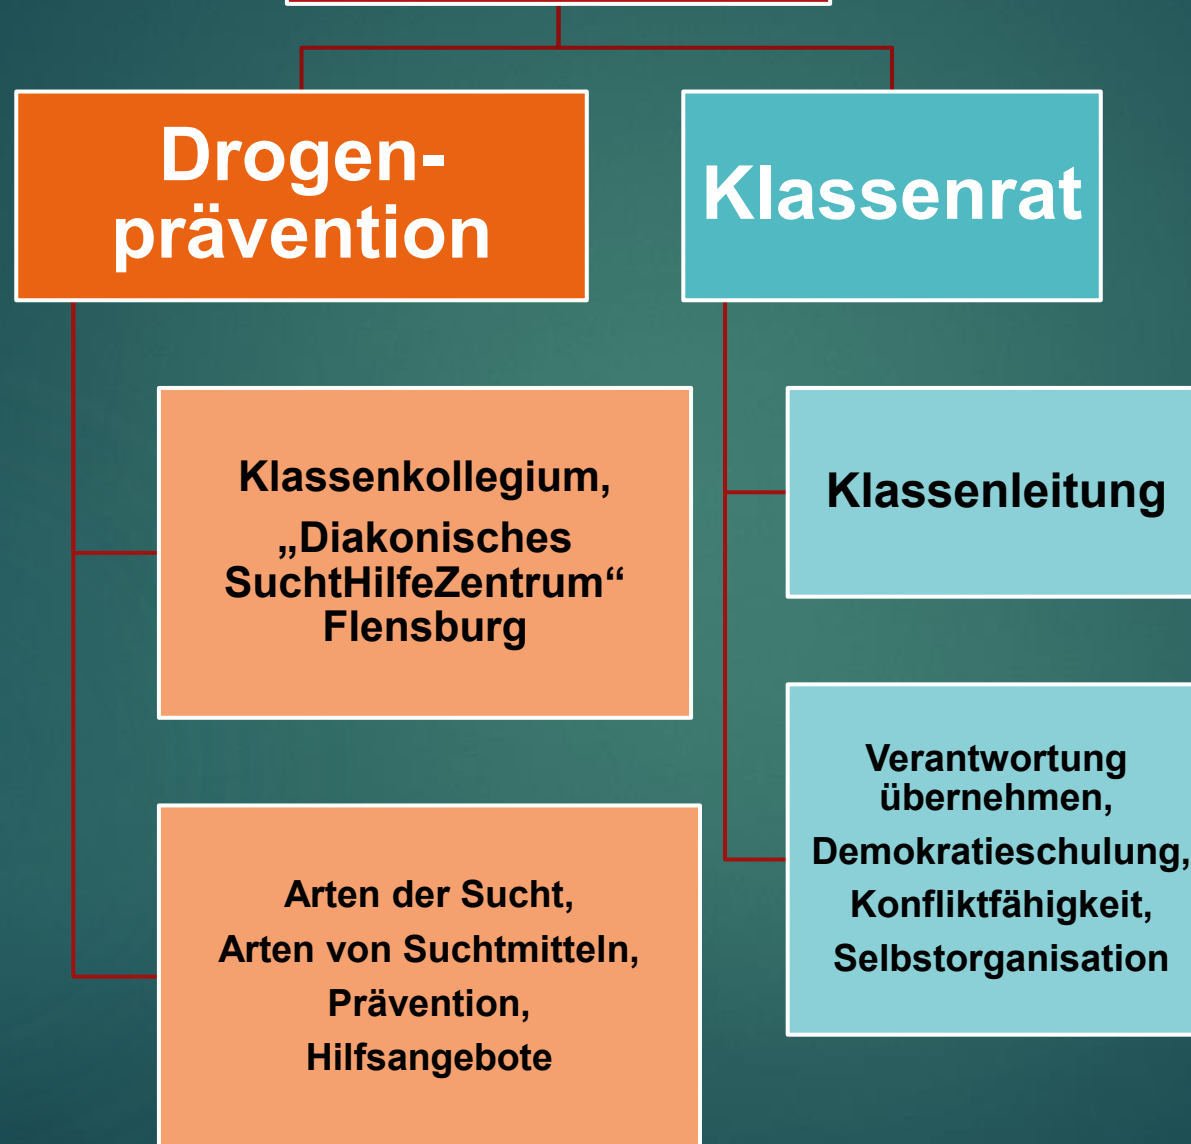 Drogen-
prävention
Klassenrat
Klassenkollegium,
„Diakonisches
SuchtHilfeZentrum“
Flensburg
Arten der Sucht,
Arten von Suchtmitteln,
Prävention,
Hilfsangebote
Klassenleitung
Verantwortung
übernehmen,
Demokratieschulung,
Konfliktfähigkeit,
Selbstorganisation